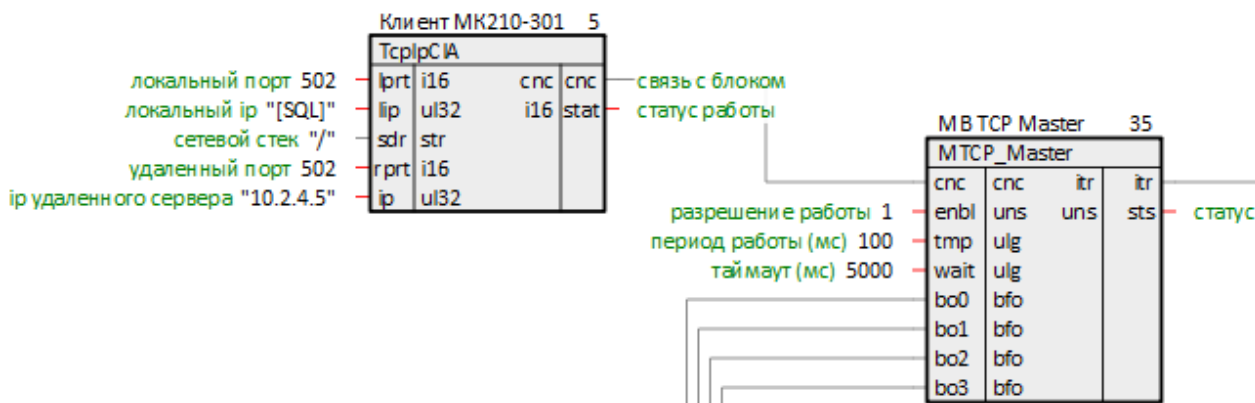 Клиент МК210-301 5
TcpIpClA
локальный порт 502 lprt i16 cnc cnc связь с блоком
локальный ip "[SQL]" lip ul32 i16 stat статус работы
сетевой стек "/" sdr str
удаленный порт 502 rprt i16
ip удаленного сервера "10.2.4.5" ip ul32
MB TCP Master 35
MTCP_Master
cnc cnc itr itr
разрешение работы 1 enbl uns uns sts статус
период работы (мс) 100 tmp ulg
таймаут (мс) 5000 wait ulg
bo0 bfo
bo1 bfo
bo2 bfo
bo3 bfo